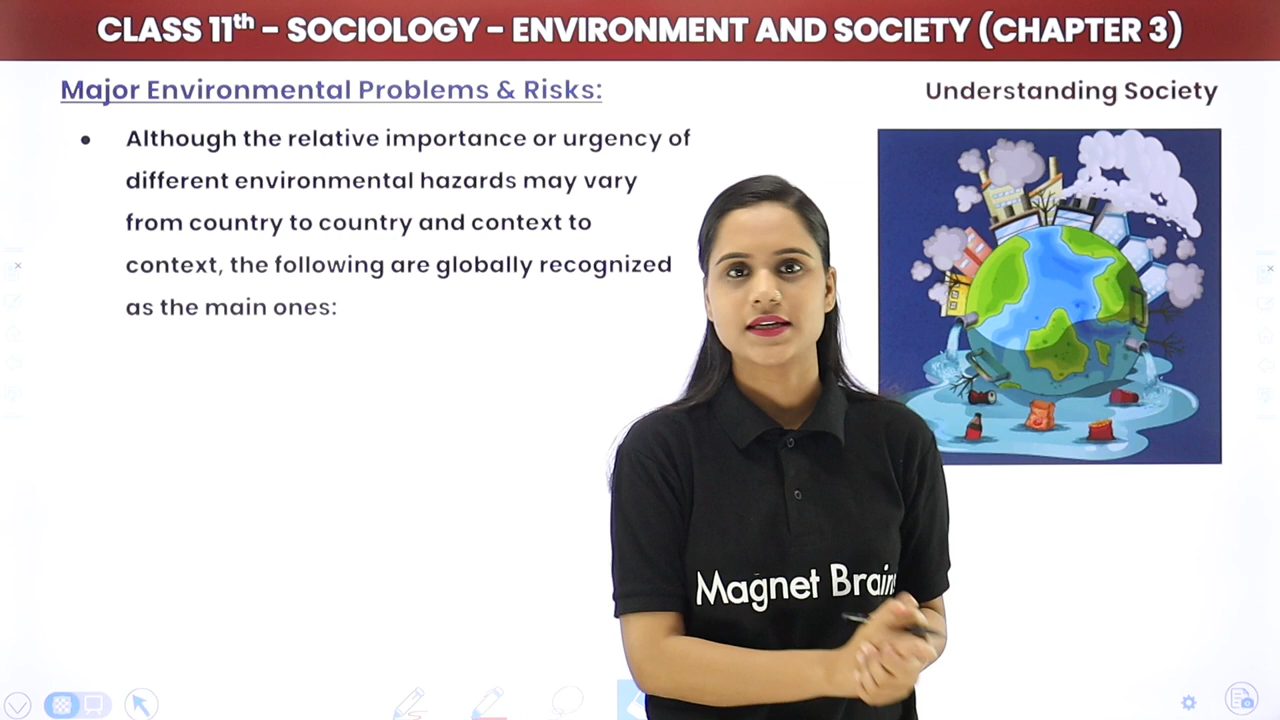 CLASS 11th - SOCIOLOGY - ENVIRONMENT AND SOCIETY (CHAPTER 3)
Major Environmental Problems & Risks:
Understanding Society
• Although the relative importance or urgency of
different environmental hazards may vary
from country to country and context to
context, the following are globally recognized
as the main ones:
Magnet Brain